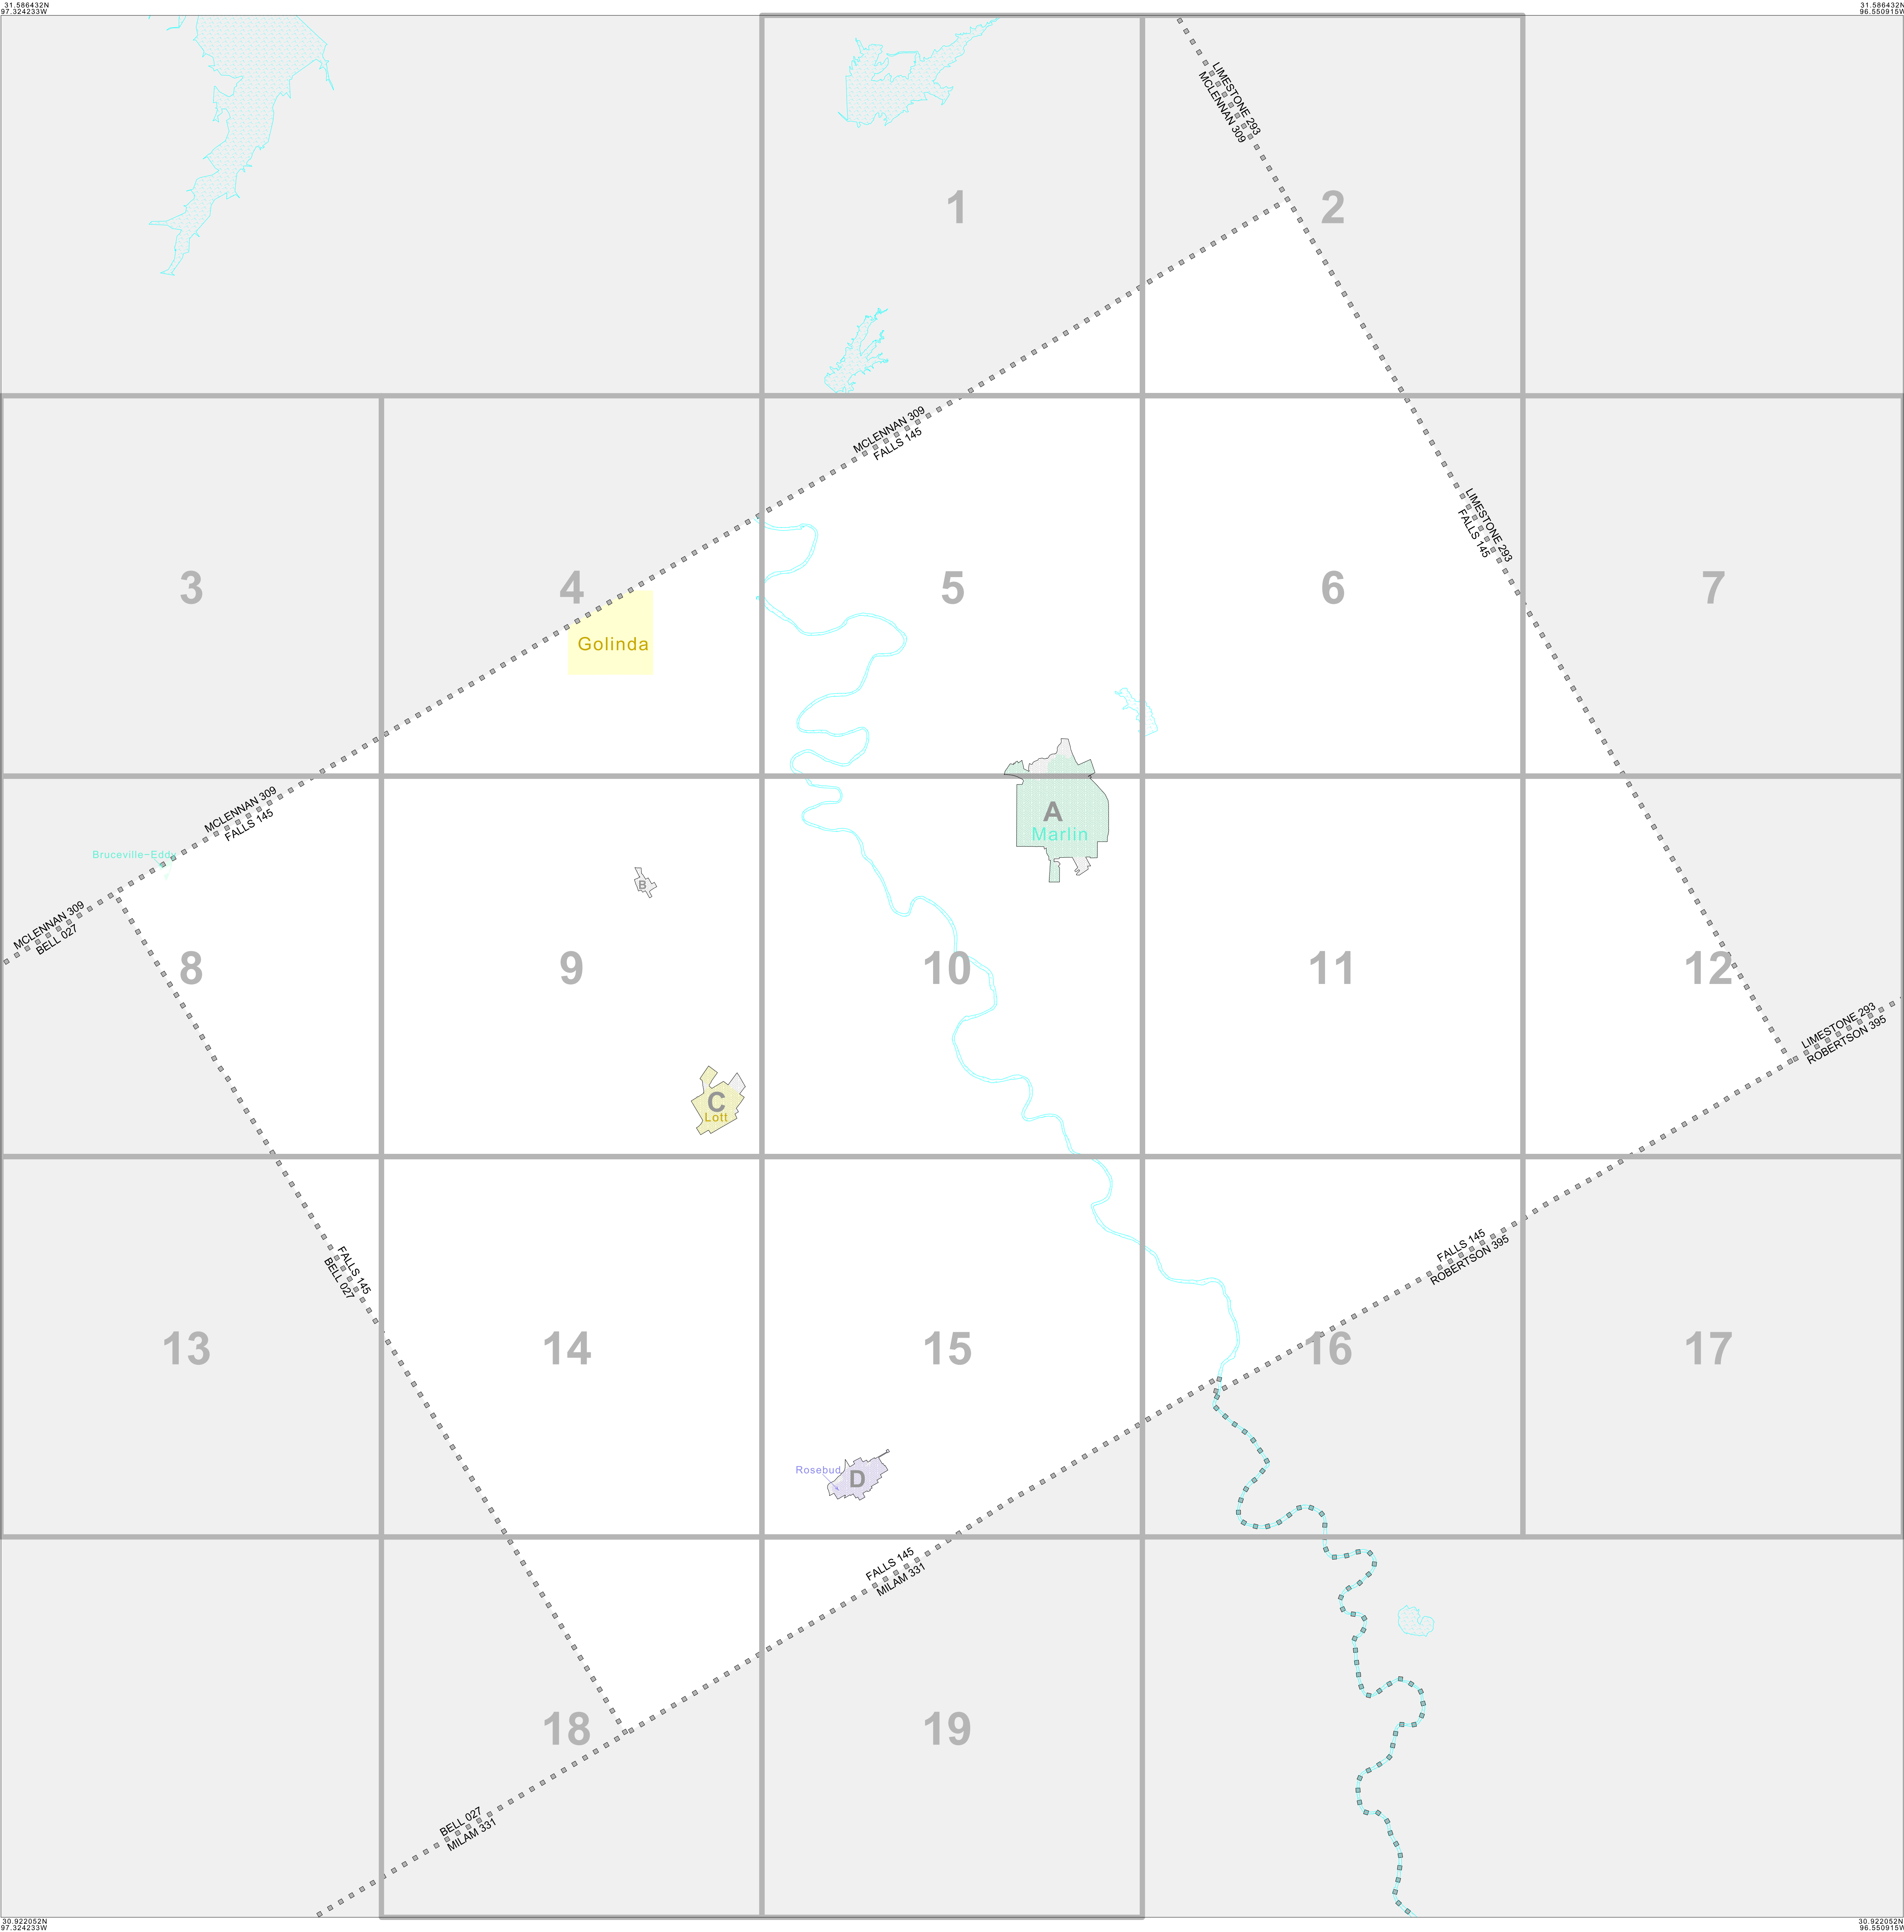 31.586432N
97.324233W
31.586432N
96.550915W
LIMESTONE 293
MCLENNAN 309
1
2
MCLENNAN 309
FALLS 145
LIMESTONE 293
FALLS 145
3
4
5
6
7
Golinda
MCLENNAN 309
FALLS 145
A
Marlin
Bruceville-Eddy
B
MCLENNAN 309
BELL 027
8
9
10
11
12
LIMESTONE 293
ROBERTSON 395
C
Lott
FALLS 145
BELL 027
FALLS 145
ROBERTSON 395
13
14
15
16
17
Rosebud
D
FALLS 145
MILAM 331
18
19
BELL 027
MILAM 331
30.922052N
97.324233W
30.922052N
96.550915W